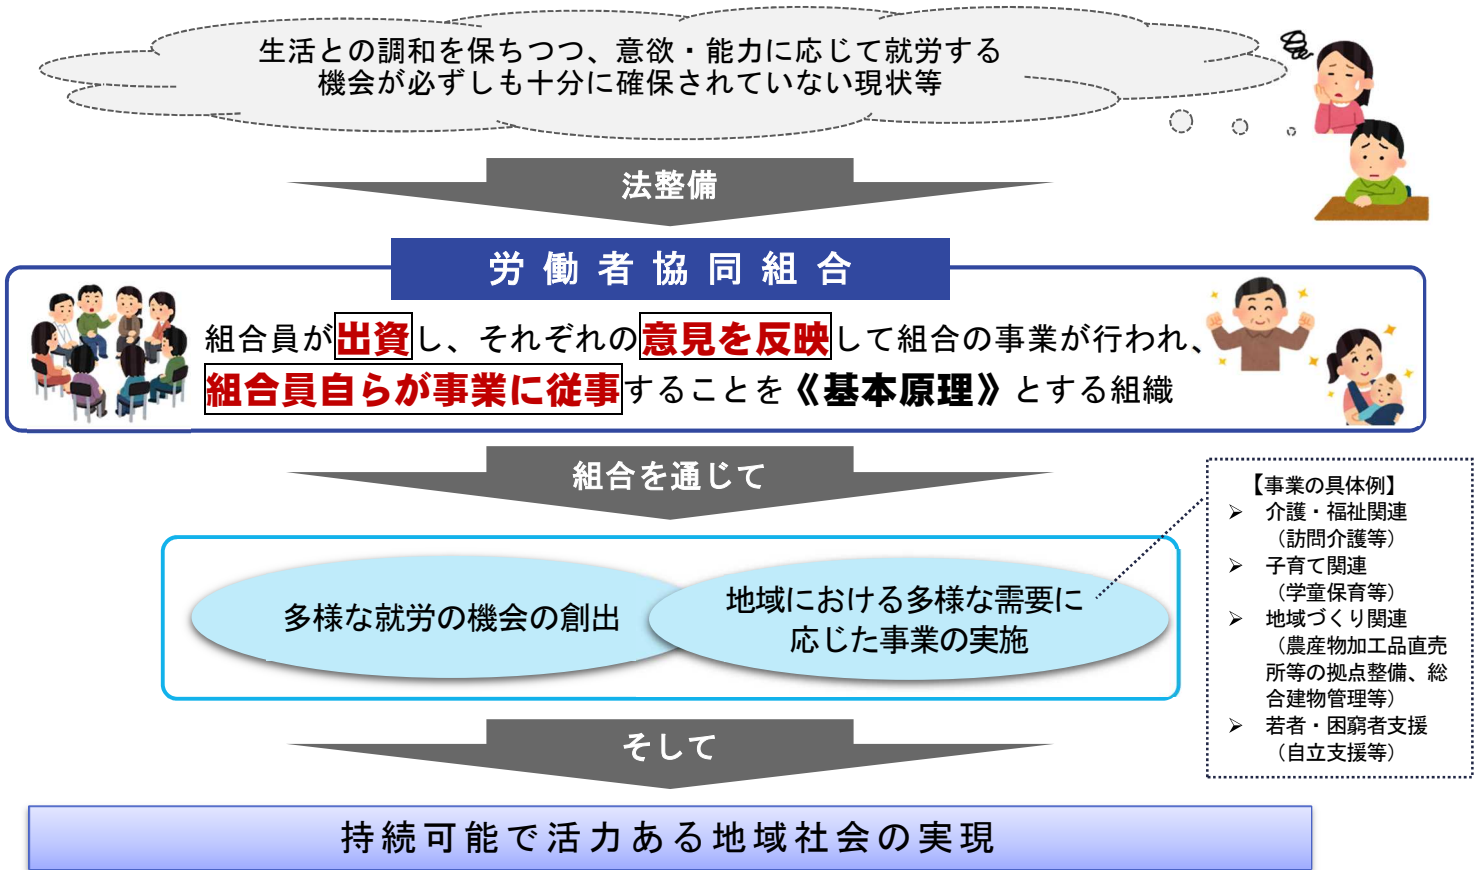 生活との調和を保ちつつ、意欲・能力に応じて就労する
機会が必ずしも十分に確保されていない現状等
法整備
労働者協同組合
組合員が出資し、それぞれの意見を反映して組合の事業が行われ、
組合員自らが事業に従事することを《基本原理》とする組織
組合を通じて
多様な就労の機会の創出
地域における多様な需要に
応じた事業の実施
【事業の具体例】
➢ 介護・福祉関連
（訪問介護等）
➢ 子育て関連
（学童保育等）
➢ 地域づくり関連
（農産物加工品直売
所等の拠点整備、総
合建物管理等）
➢ 若者・困窮者支援
（自立支援等）
そして
持続可能で活力ある地域社会の実現